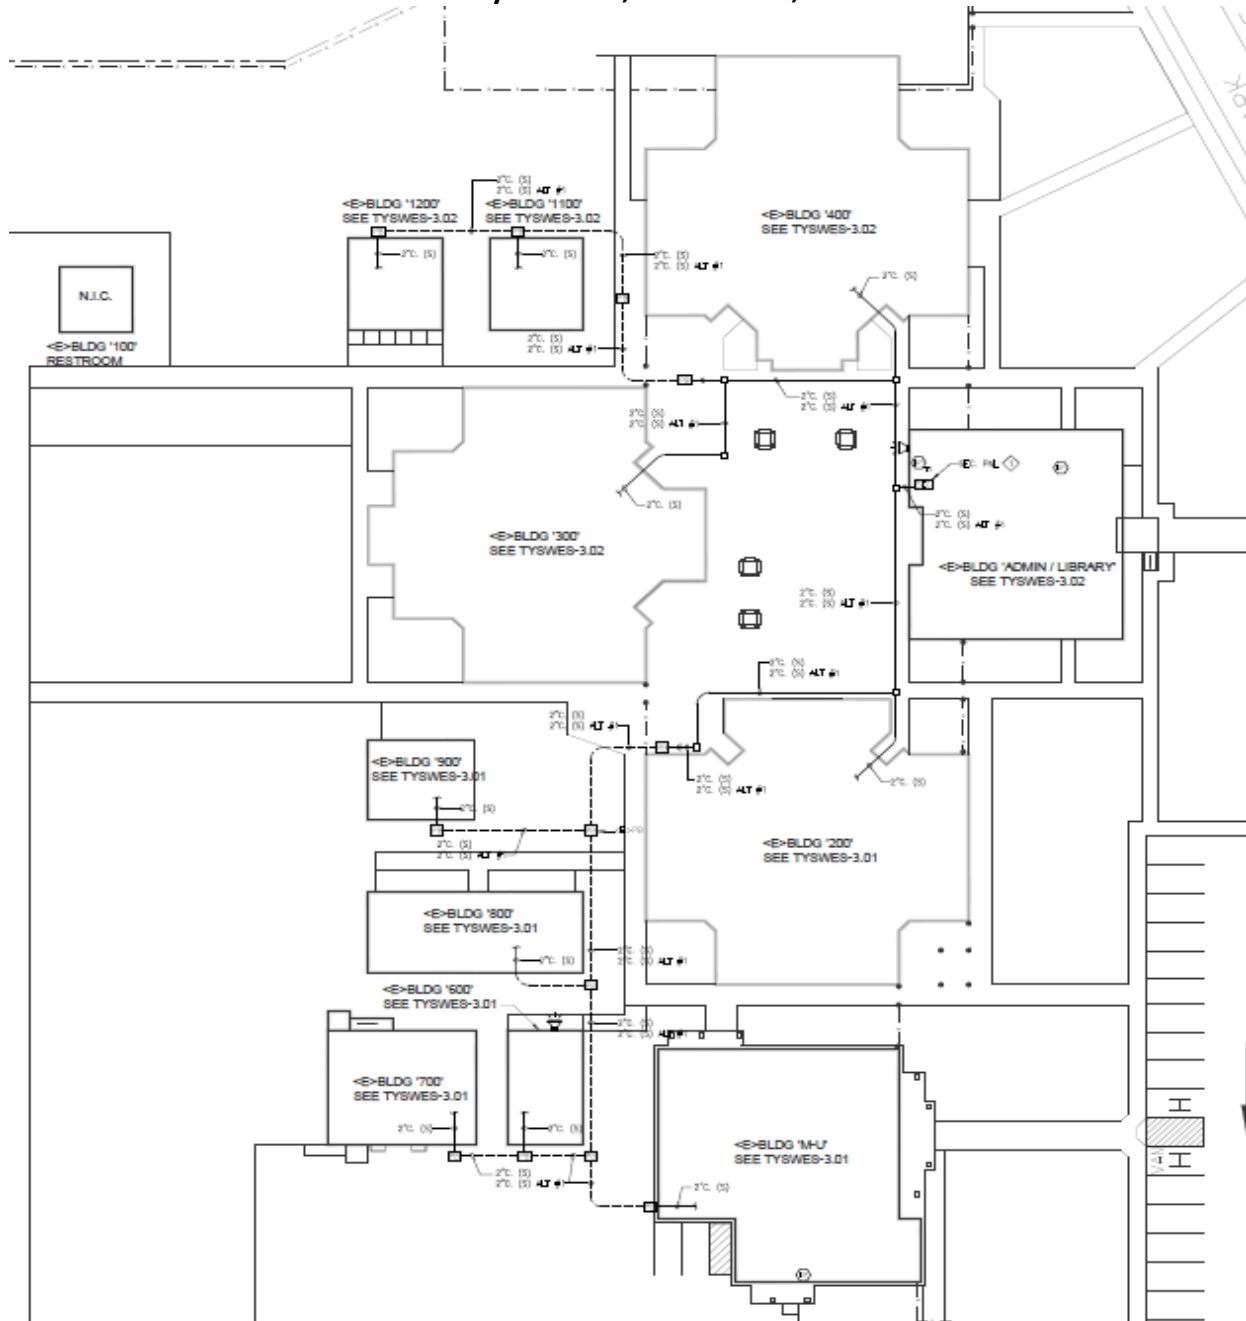 2"C. (S)
2"C. (S) ALT #1
<E>BLDG '1200'
SEE TYSWES-3.02
<E>BLDG '1100'
SEE TYSWES-3.02
<E>BLDG '400'
SEE TYSWES-3.02
2"C. (S)
2"C. (S)
2"C. (S)
2"C. (S) ALT #1
2"C. (S)
N.I.C.
<E>BLDG '100'
RESTROOM
2"C. (S)
2"C. (S) ALT #1
2"C. (S)
2"C. (S) ALT #1
2"C. (S)
2"C. (S) ALT #1
2"C. (S)
2"C. (S)
2"C. (S) ALT #1
<E>BLDG '300'
SEE TYSWES-3.02
<E>BLDG 'ADMIN / LIBRARY'
SEE TYSWES-3.02
2"C. (S)
2"C. (S) ALT #1
2"C. (S)
2"C. (S) ALT #1
2"C. (S)
2"C. (S) ALT #1
<E>BLDG '900'
SEE TYSWES-3.01
2"C. (S)
2"C. (S) ALT #1
2"C. (S)
2"C. (S)
2"C. (S)
2"C. (S) ALT #1
<E>BLDG '200'
SEE TYSWES-3.01
<E>BLDG '800'
SEE TYSWES-3.01
2"C. (S)
2"C. (S)
2"C. (S) ALT #1
<E>BLDG '600'
SEE TYSWES-3.01
2"C. (S)
2"C. (S) ALT #1
<E>BLDG '700'
SEE TYSWES-3.01
2"C. (S)
2"C. (S)
<E>BLDG 'M-U'
SEE TYSWES-3.01
VAN
2"C. (S)
2"C. (S) ALT #1
2"C. (S)